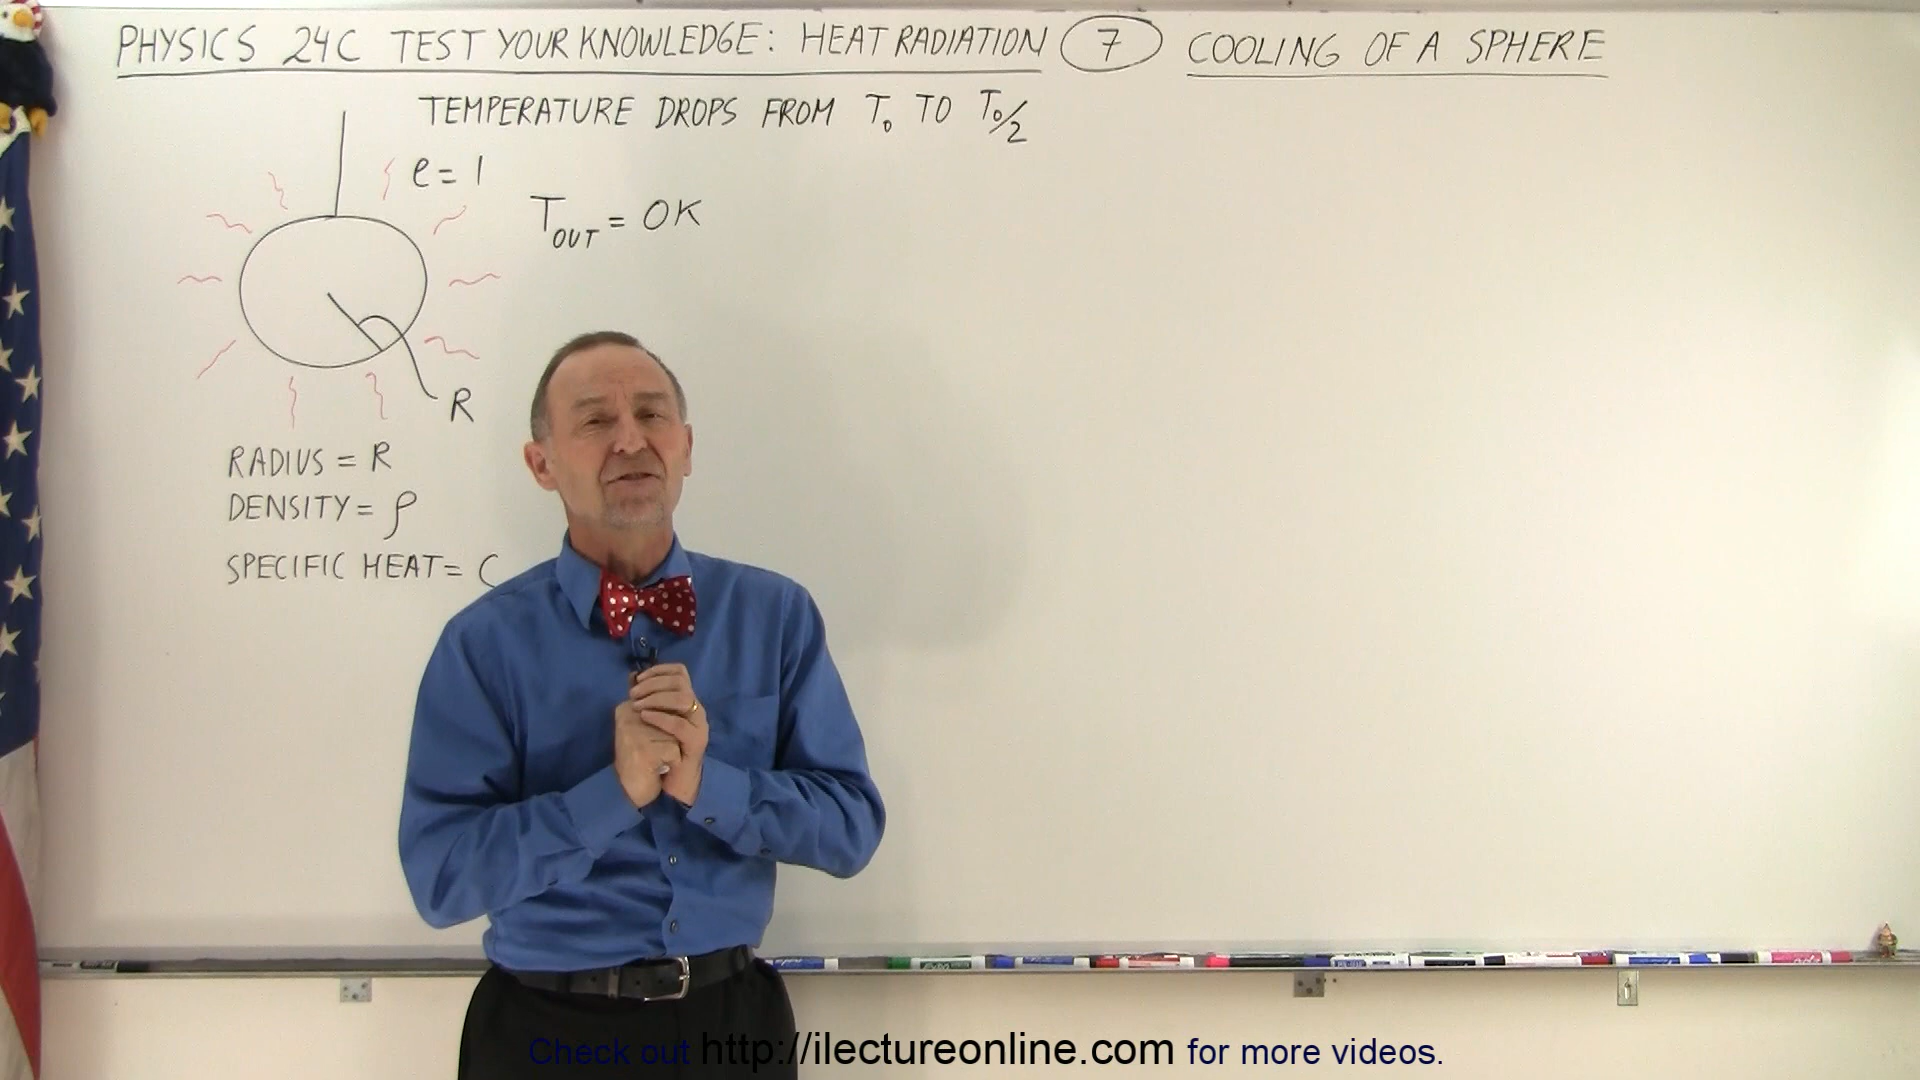 PHYSICS 24C TEST YOUR KNOWLEDGE: HEAT RADIATION 7 COOLING OF A SPHERE
TEMPERATURE DROPS FROM T₀ TO T₀/2
e = 1
T_OUT = 0K
R
RADIUS = R
DENSITY = ρ
SPECIFIC HEAT = C
Check out http://ilectureonline.com for more videos.